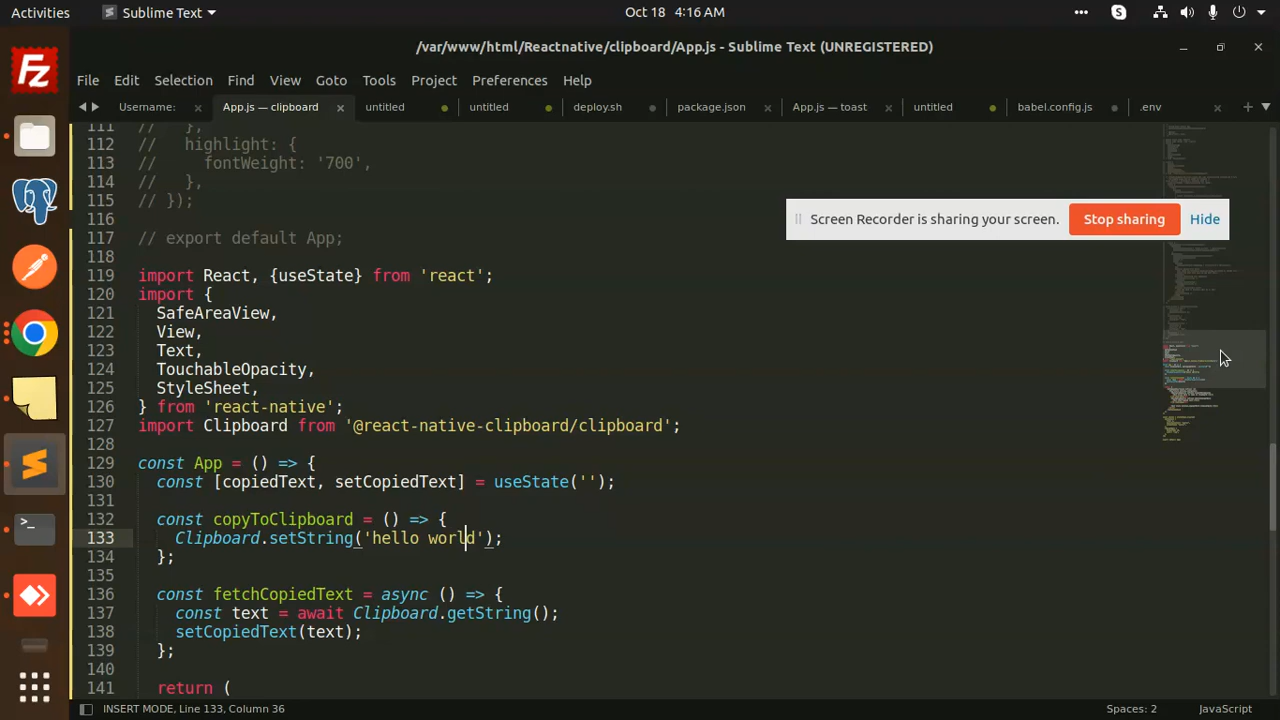 Activities
Sublime Text
Oct 18 4:16 AM
/var/www/html/Reactnative/clipboard/App.js - Sublime Text (UNREGISTERED)
File Edit Selection Find View Goto Tools Project Preferences Help
Username: App.js — clipboard untitled untitled deploy.sh package.json App.js — toast untitled babel.config.js .env
111 // },
112 // highlight: {
113 // fontWeight: '700',
114 // },
115 // });
116
117 // export default App;
118
119 import React, {useState} from 'react';
120 import {
121 SafeAreaView,
122 View,
123 Text,
124 TouchableOpacity,
125 StyleSheet,
126 } from 'react-native';
127 import Clipboard from '@react-native-clipboard/clipboard';
128
129 const App = () => {
130 const [copiedText, setCopiedText] = useState('');
131
132 const copyToClipboard = () => {
133 Clipboard.setString('hello world');
134 };
135
136 const fetchCopiedText = async () => {
137 const text = await Clipboard.getString();
138 setCopiedText(text);
139 };
140
141 return (
Screen Recorder is sharing your screen. Stop sharing Hide
INSERT MODE, Line 133, Column 36
Spaces: 2
JavaScript